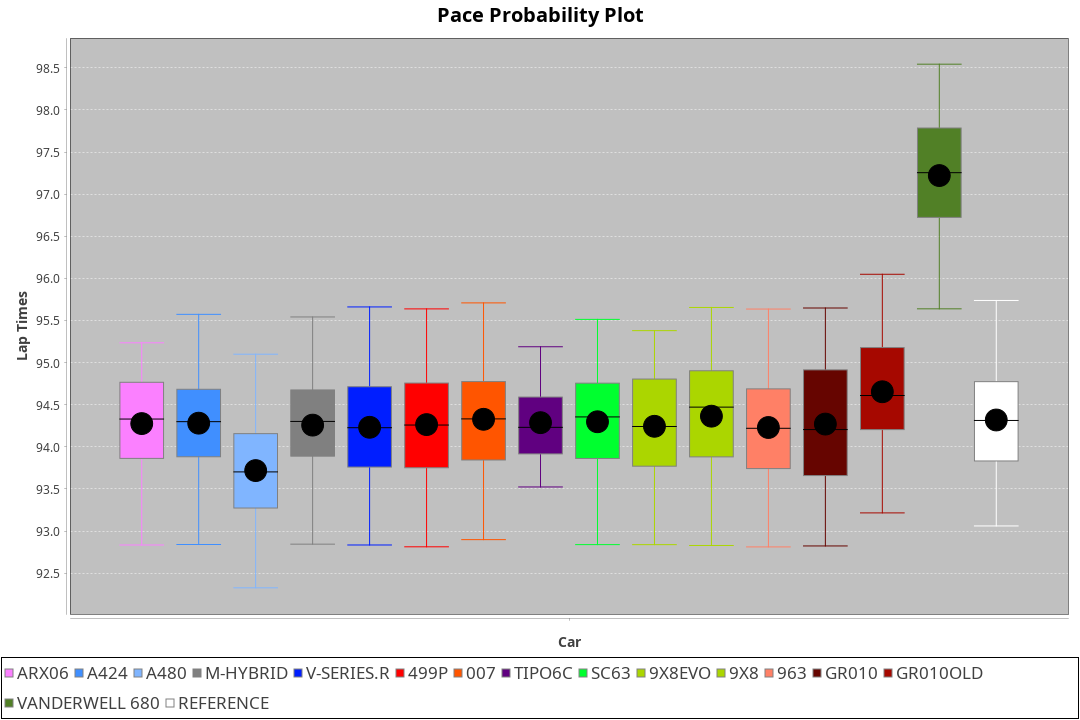 Pace Probability Plot
98.5
98.0
97.5
97.0
96.5
96.0
95.5
95.0
94.5
94.0
93.5
93.0
92.5
Lap Times
Car
ARX06 A424 A480 M-HYBRID V-SERIES.R 499P 007 TIPO6C SC63 9X8EVO 9X8 963 GR010 GR010OLD
VANDERWELL 680 REFERENCE